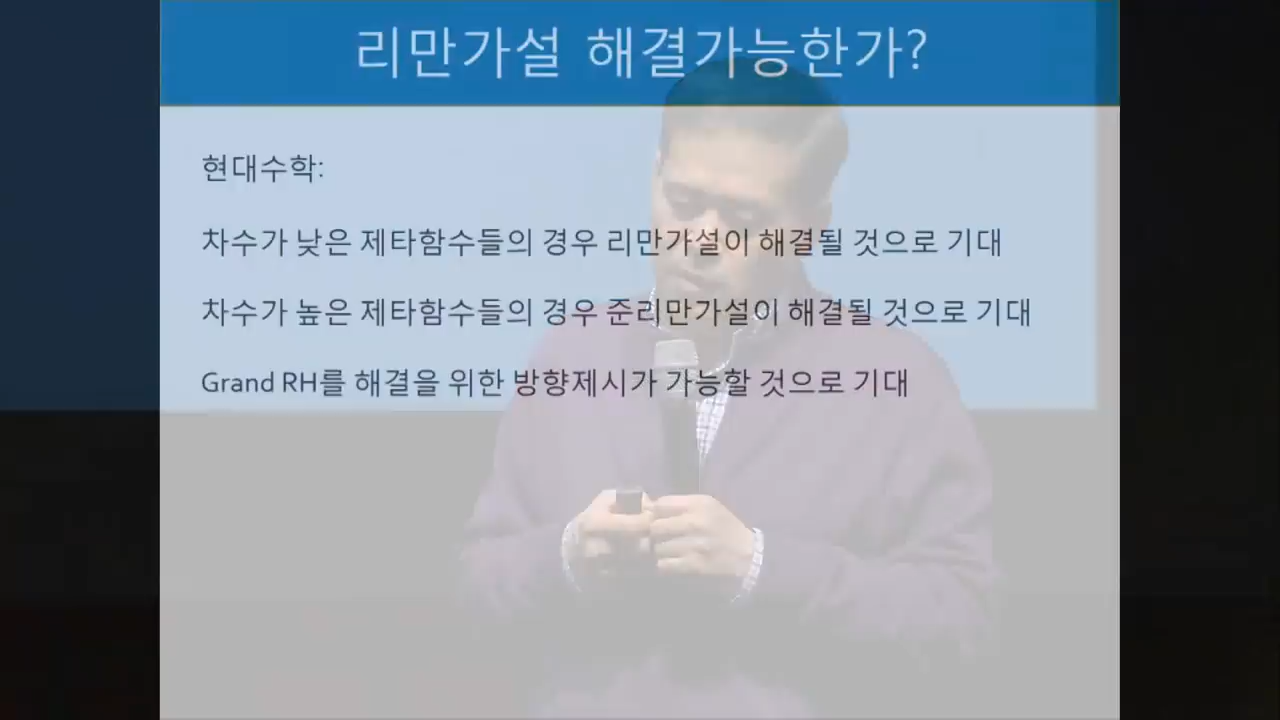 리만가설 해결가능한가?
현대수학:
차수가 낮은 제타함수들의 경우 리만가설이 해결될 것으로 기대
차수가 높은 제타함수들의 경우 준리만가설이 해결될 것으로 기대
Grand RH를 해결을 위한 방향제시가 가능할 것으로 기대